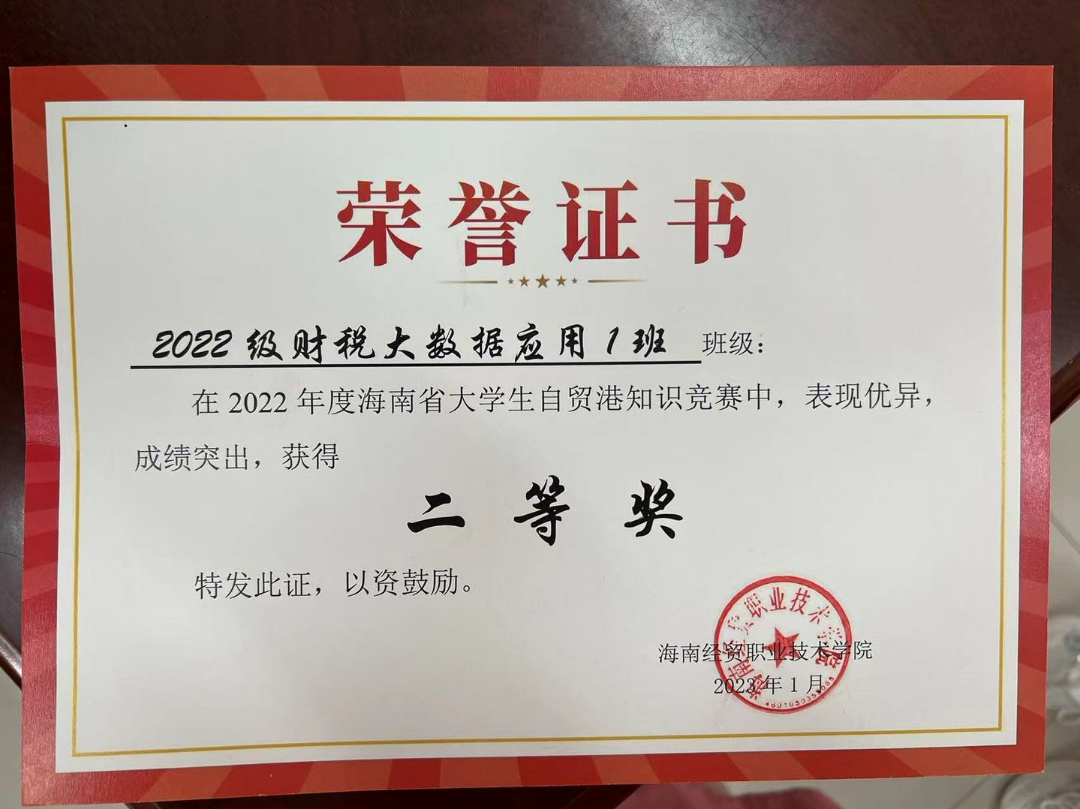 荣誉证书
2022级财税大数据应用1班 班级：
在2022年度海南省大学生自贸港知识竞赛中，表现优异，
成绩突出，获得
二等奖
特发此证，以资鼓励。
海南经贸职业技术学院
2023年1月